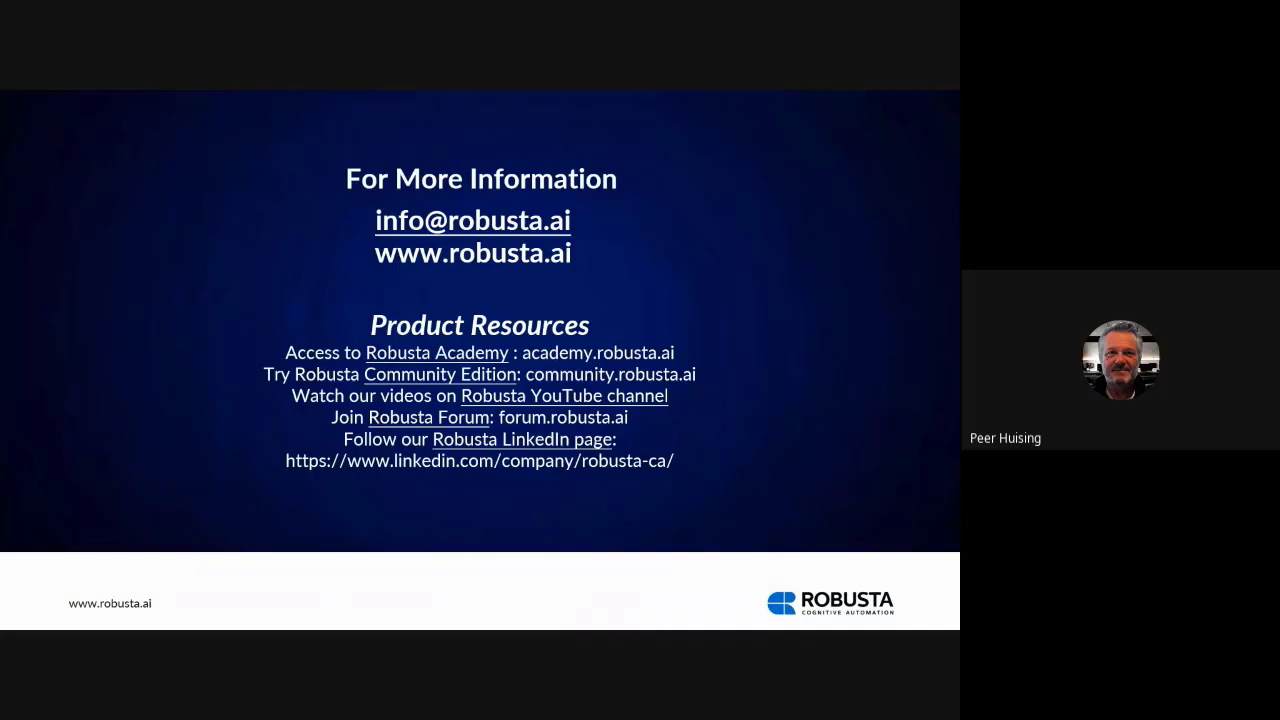 For More Information
info@robusta.ai
www.robusta.ai
Product Resources
Access to Robusta Academy : academy.robusta.ai
Try Robusta Community Edition: community.robusta.ai
Watch our videos on Robusta YouTube channel
Join Robusta Forum: forum.robusta.ai
Follow our Robusta LinkedIn page:
https://www.linkedin.com/company/robusta-ca/
Peer Huising
www.robusta.ai
ROBUSTA
COGNITIVE AUTOMATION